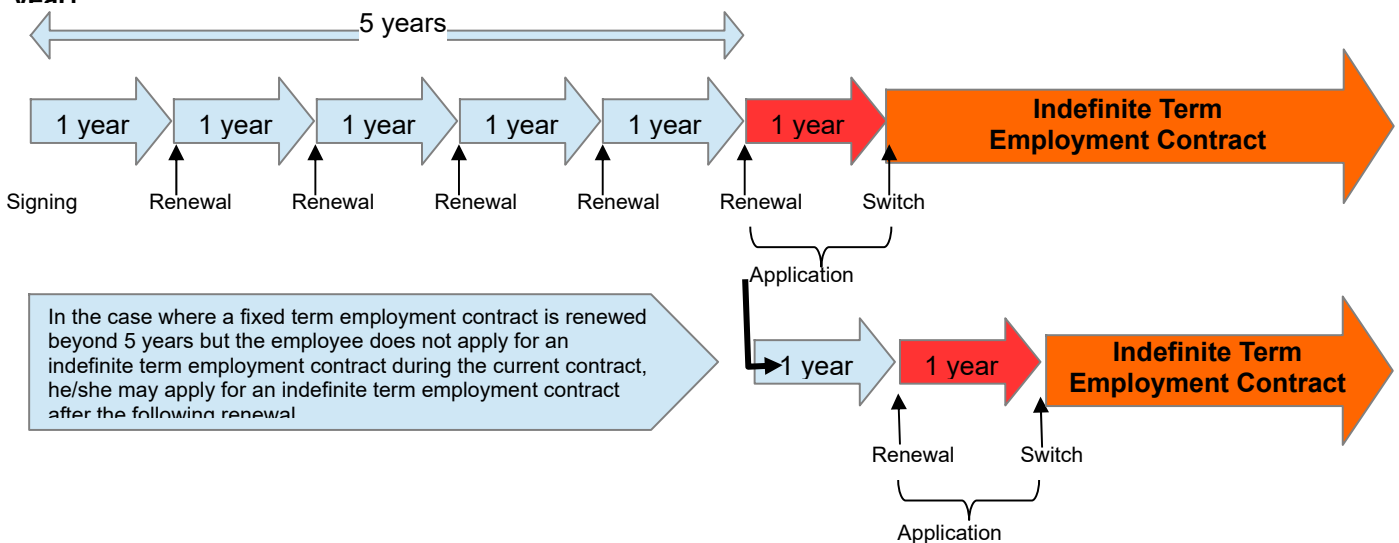 5 years
1 year 1 year 1 year 1 year 1 year 1 year
Indefinite Term
Employment Contract
Signing Renewal Renewal Renewal Renewal Renewal Switch
Application
In the case where a fixed term employment contract is renewed
beyond 5 years but the employee does not apply for an
indefinite term employment contract during the current contract,
he/she may apply for an indefinite term employment contract
after the following renewal
1 year 1 year
Indefinite Term
Employment Contract
Renewal Switch
Application